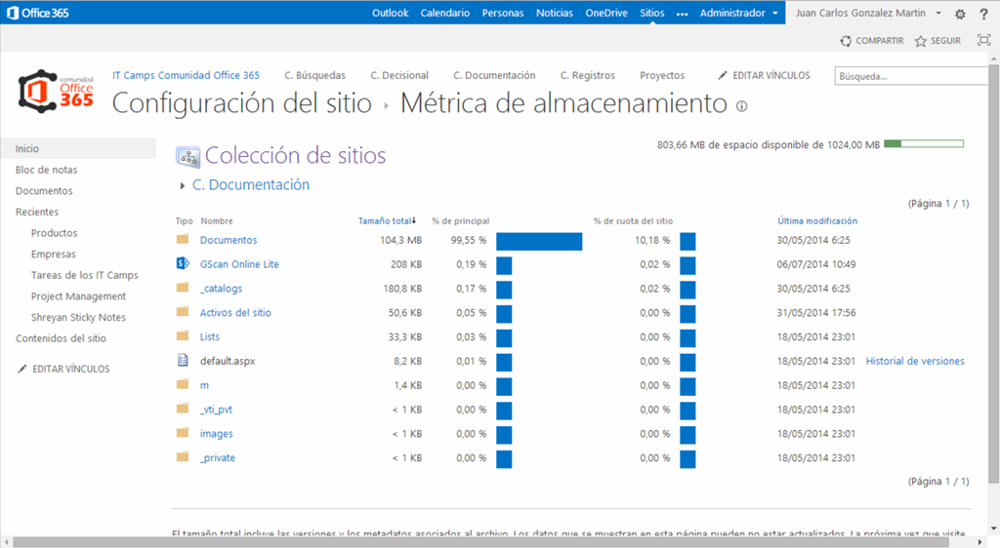 Office 365
Outlook Calendario Personas Noticias OneDrive Sitios ••• Administrador Juan Carlos Gonzalez Martin ?
COMPARTIR SEGUIR
comunidad
Office
365
IT Camps Comunidad Office 365 C. Búsquedas C. Decisional C. Documentación C. Registros Proyectos EDITAR VÍNCULOS
Búsqueda...
Configuración del sitio Métrica de almacenamiento
Inicio
Bloc de notas
Documentos
Recientes
Productos
Empresas
Tareas de los IT Camps
Project Management
Shreyan Sticky Notes
Contenidos del sitio
EDITAR VÍNCULOS
Colección de sitios
803,66 MB de espacio disponible de 1024,00 MB
C. Documentación
(Página 1 / 1)
Tipo Nombre Tamaño total % de principal % de cuota del sitio Última modificación
Documentos 104,3 MB 99,55 % 10,18 % 30/05/2014 6:25
GScan Online Lite 208 KB 0,19 % 0,02 % 06/07/2014 10:49
_catalogs 180,8 KB 0,17 % 0,02 % 30/05/2014 6:25
Activos del sitio 50,6 KB 0,05 % 0,00 % 31/05/2014 17:56
Lists 33,3 KB 0,03 % 0,00 % 18/05/2014 23:01
default.aspx 8,2 KB 0,01 % 0,00 % 18/05/2014 23:01 Historial de versiones
m 1,4 KB 0,00 % 0,00 % 18/05/2014 23:01
_vti_pvt < 1 KB 0,00 % 0,00 % 18/05/2014 23:01
images < 1 KB 0,00 % 0,00 % 18/05/2014 23:01
_private < 1 KB 0,00 % 0,00 % 18/05/2014 23:01
(Página 1 / 1)
El tamaño total incluye las versiones y los metadatos asociados al archivo. Los datos que se muestran en esta página pueden no estar actualizados. La próxima vez que visite